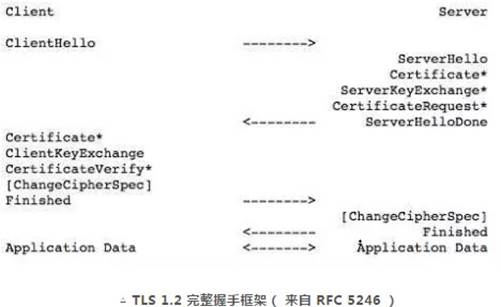 Client Server
ClientHello -------->
ServerHello
Certificate*
ServerKeyExchange*
CertificateRequest*
<-------- ServerHelloDone
Certificate*
ClientKeyExchange
CertificateVerify*
[ChangeCipherSpec]
Finished -------->
[ChangeCipherSpec]
<-------- Finished
Application Data <-------> Application Data
△ TLS 1.2 完整握手框架（ 来自 RFC 5246 ）